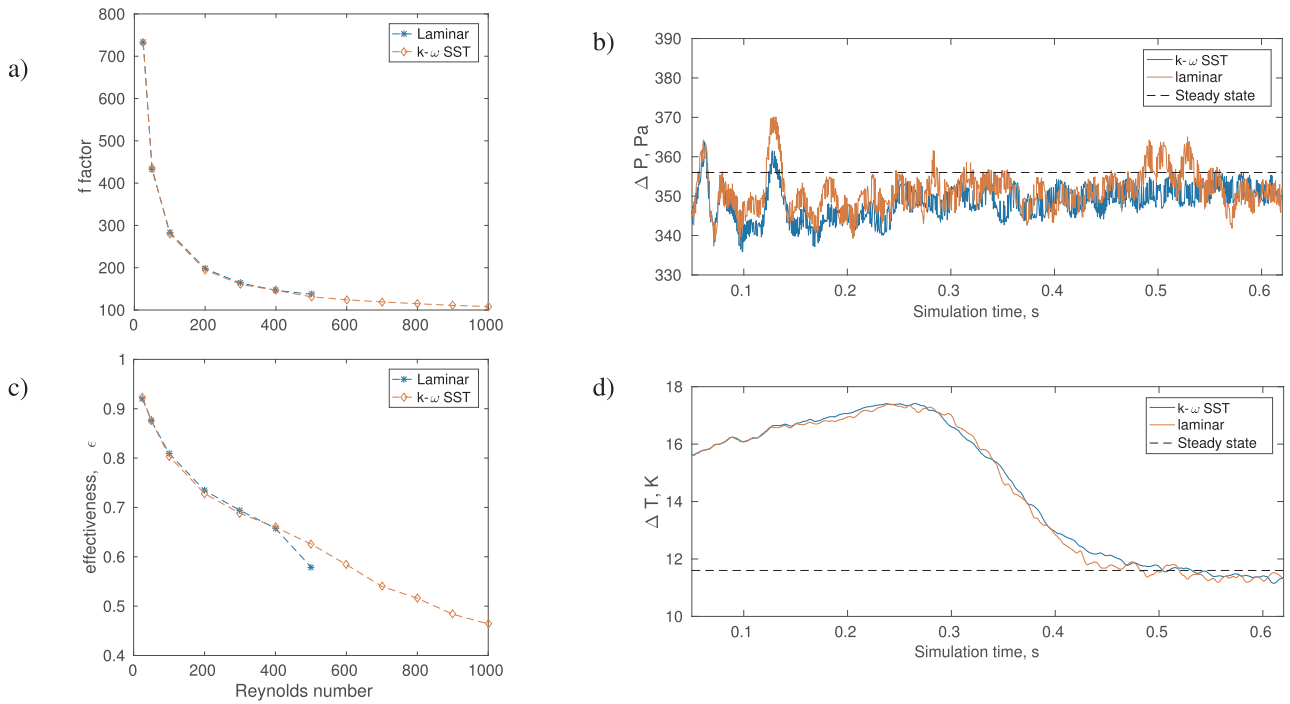 a)
800
700
600
500
400
300
200
100
f factor
0
200
400
600
800
1000
Laminar
k-ω SST
b)
390
380
370
360
350
340
330
Δ P, Pa
0.1
0.2
0.3
0.4
0.5
0.6
Simulation time, s
k-ω SST
laminar
Steady state
c)
1
0.9
0.8
0.7
0.6
0.5
0.4
effectiveness, ϵ
0
200
400
600
800
1000
Reynolds number
Laminar
k-ω SST
d)
18
16
14
12
10
Δ T, K
0.1
0.2
0.3
0.4
0.5
0.6
Simulation time, s
k-ω SST
laminar
Steady state